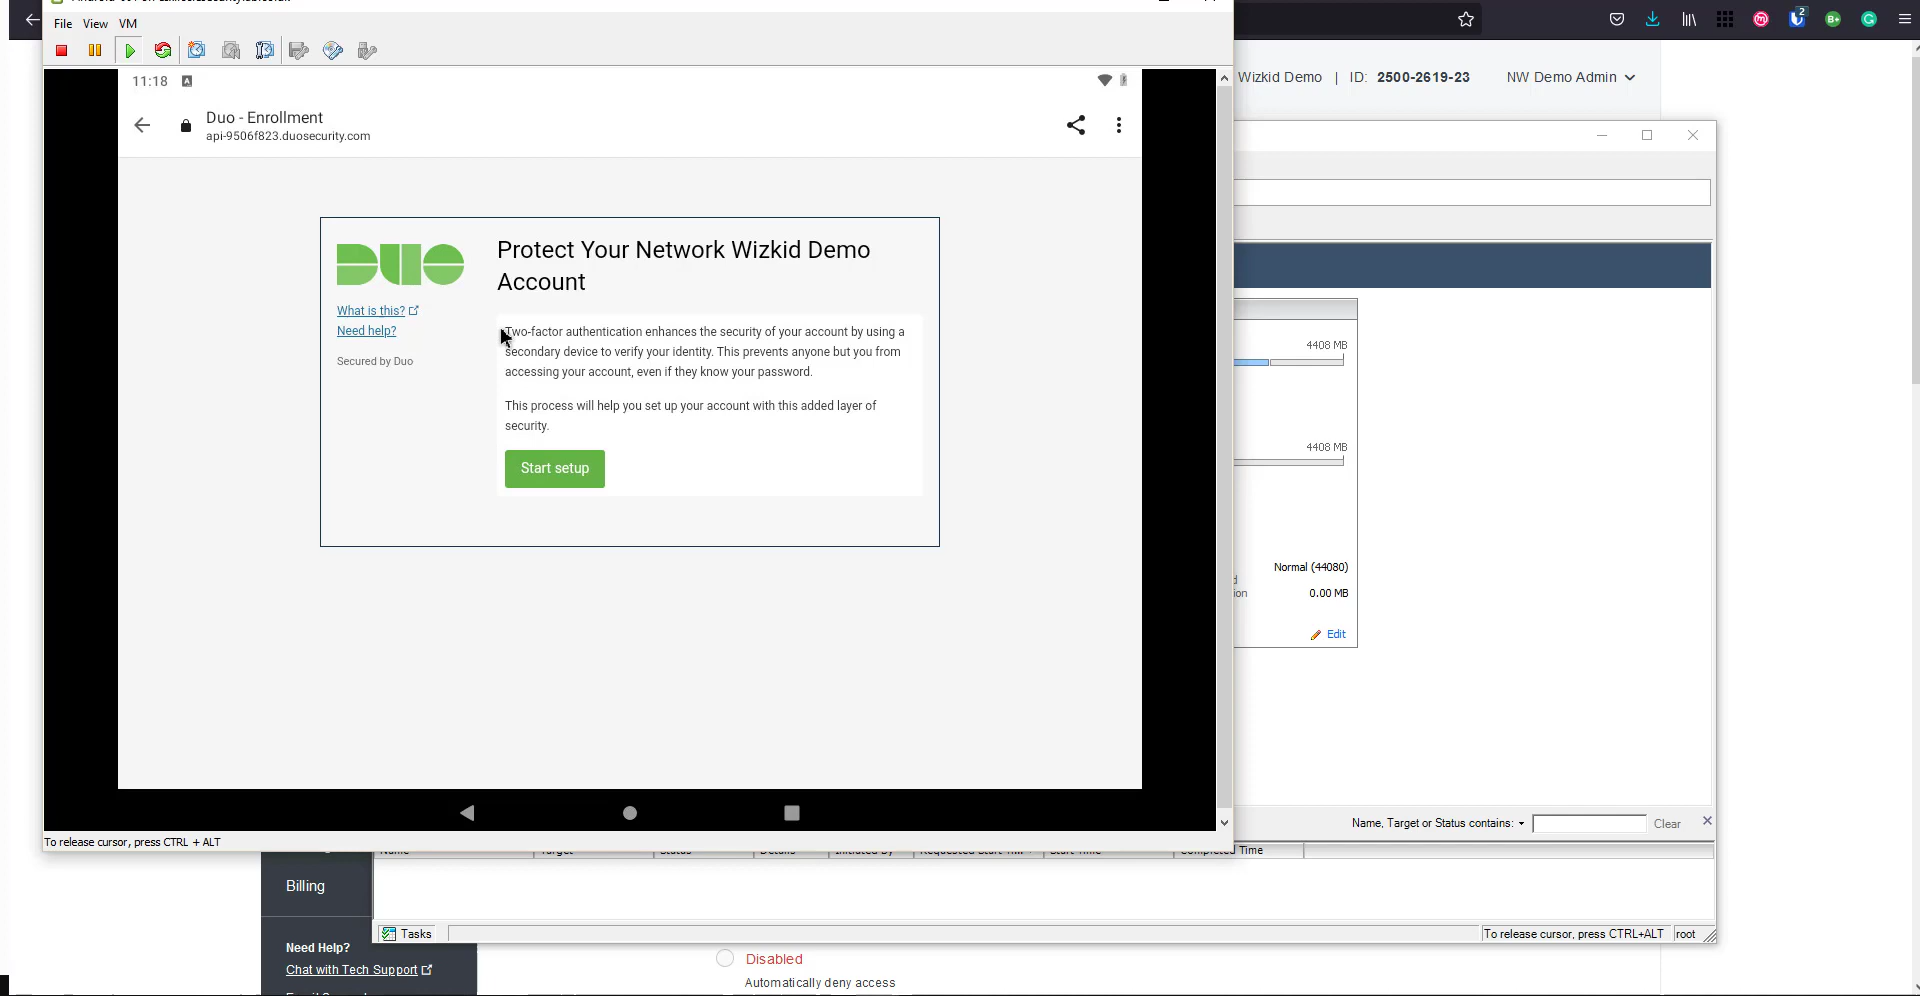 File View VM
Wizkid Demo | ID: 2500-2619-23 NW Demo Admin
11:18 A
Duo - Enrollment
api-9506f823.duosecurity.com
DUO
What is this?
Need help?
Secured by Duo
Protect Your Network Wizkid Demo
Account
Two-factor authentication enhances the security of your account by using a
secondary device to verify your identity. This prevents anyone but you from
accessing your account, even if they know your password.
This process will help you set up your account with this added layer of
security.
Start setup
4408 MB
4408 MB
Normal (44080)
0.00 MB
Edit
Name, Target or Status contains: Clear
To release cursor, press CTRL + ALT
Time
Billing
Need Help?
Chat with Tech Support
Tasks
To release cursor, press CTRL+ALT root
Disabled
Automatically deny access